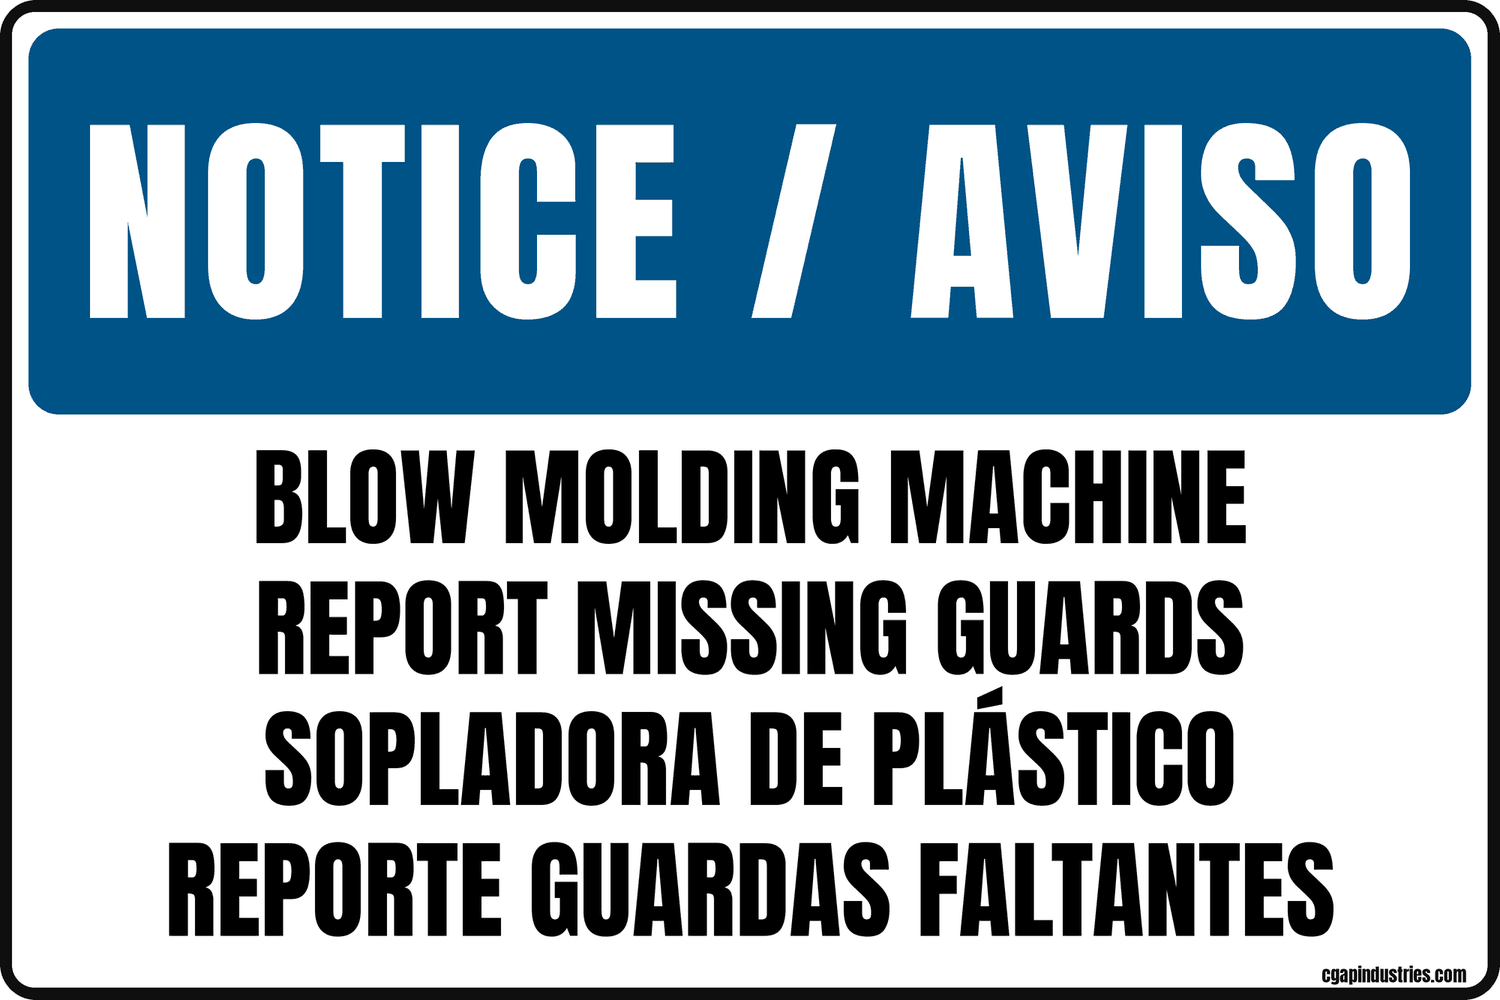 NOTICE / AVISO
BLOW MOLDING MACHINE
REPORT MISSING GUARDS
SOPLADORA DE PLÁSTICO
REPORTE GUARDAS FALTANTES
cgapindustries.com